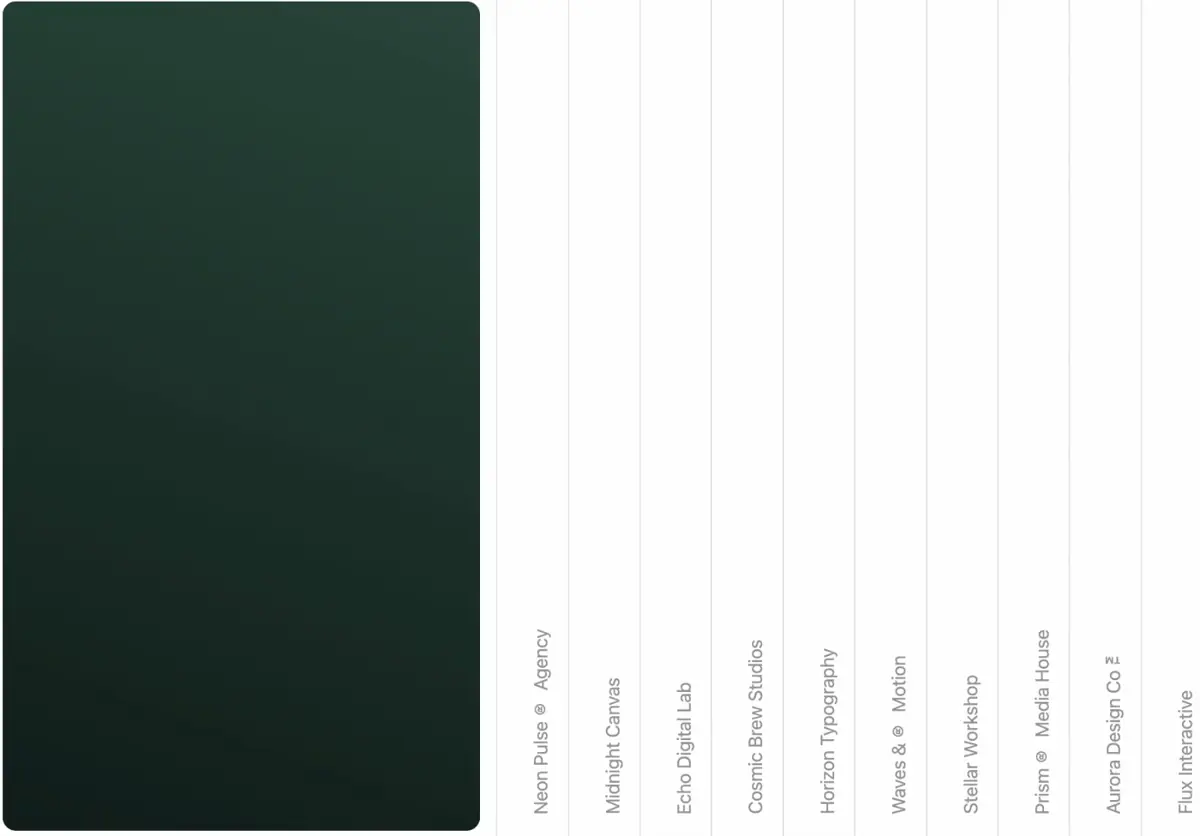 Neon Pulse ® Agency
Midnight Canvas
Echo Digital Lab
Cosmic Brew Studios
Horizon Typography
Waves & ® Motion
Stellar Workshop
Prism ® Media House
Aurora Design Co ™
Flux Interactive